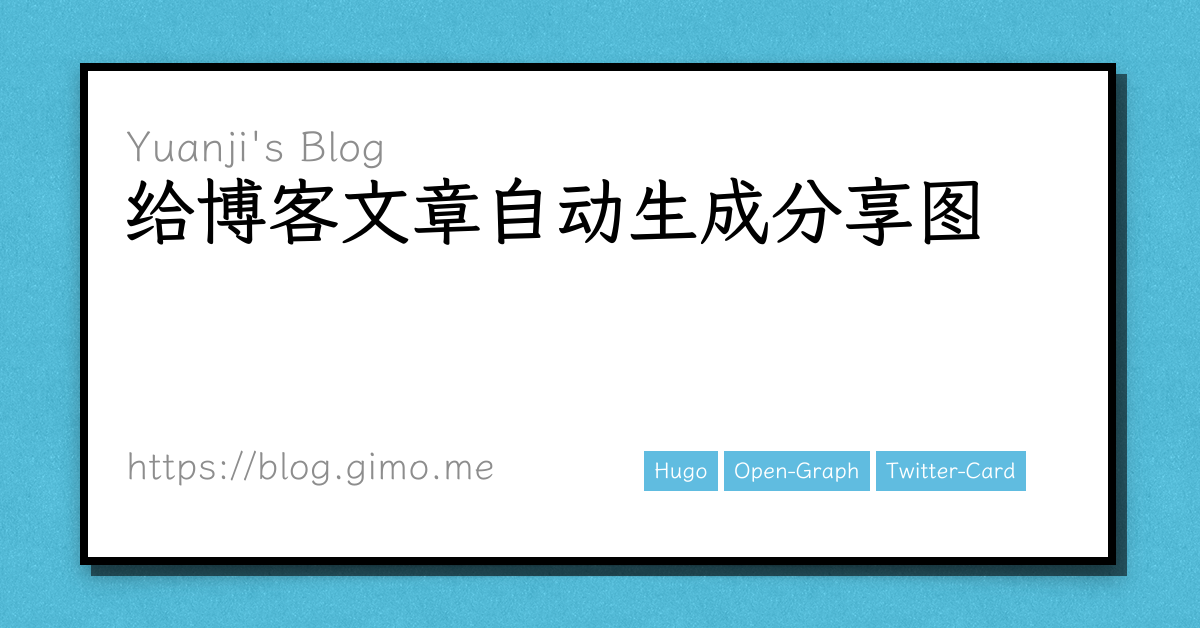 Yuanji's Blog
给博客文章自动生成分享图
https://blog.gimo.me
Hugo Open-Graph Twitter-Card